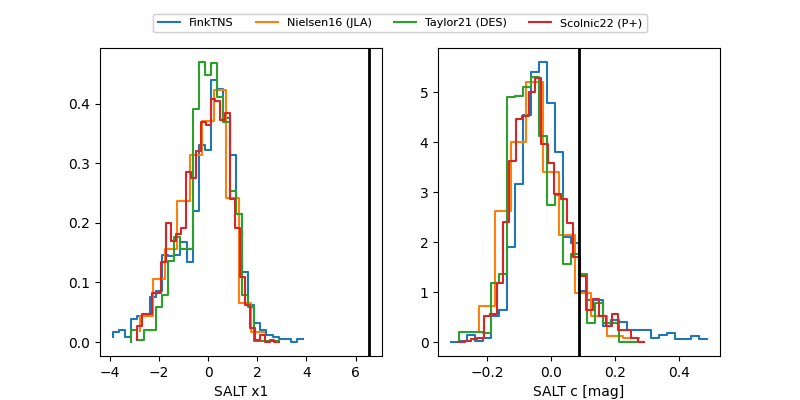 FinkTNS Nielsen16 (JLA) Taylor21 (DES) Scolnic22 (P+)
0.4
0.3
0.2
0.1
0.0
−4 −2 0 2 4 6
SALT x1
5
4
3
2
1
0
−0.2 0.0 0.2 0.4
SALT c [mag]